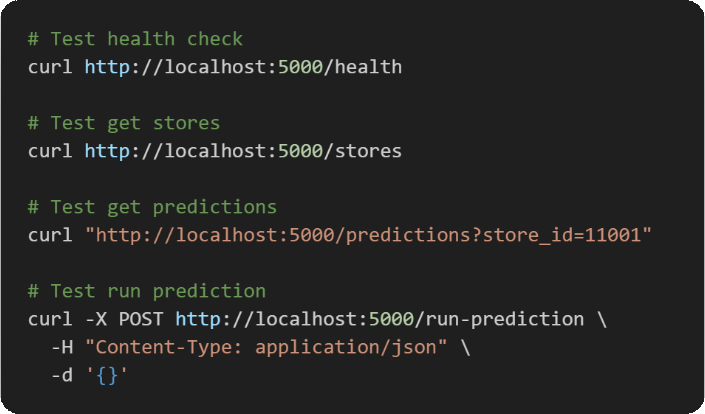 # Test health check
curl http://localhost:5000/health
# Test get stores
curl http://localhost:5000/stores
# Test get predictions
curl "http://localhost:5000/predictions?store_id=11001"
# Test run prediction
curl -X POST http://localhost:5000/run-prediction \
  -H "Content-Type: application/json" \
  -d '{}'